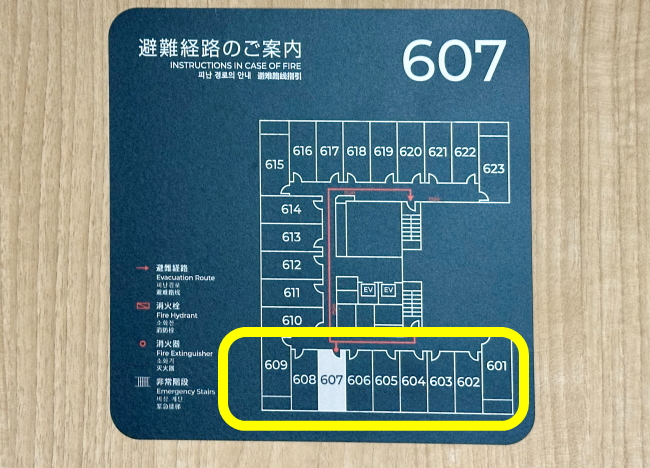 避難経路のご案内
INSTRUCTIONS IN CASE OF FIRE
피난 경로의 안내 避难路线指引
607
615 616 617 618 619 620 621 622 623
614
613
612
611
610
EV EV
609 608 607 606 605 604 603 602 601
避難経路
Evacuation Route
피난경로
避难路线
消火栓
Fire Hydrant
소화전
消防栓
消火器
Fire Extinguisher
소화기
灭火器
非常階段
Emergency Stairs
비상 계단
紧急楼梯